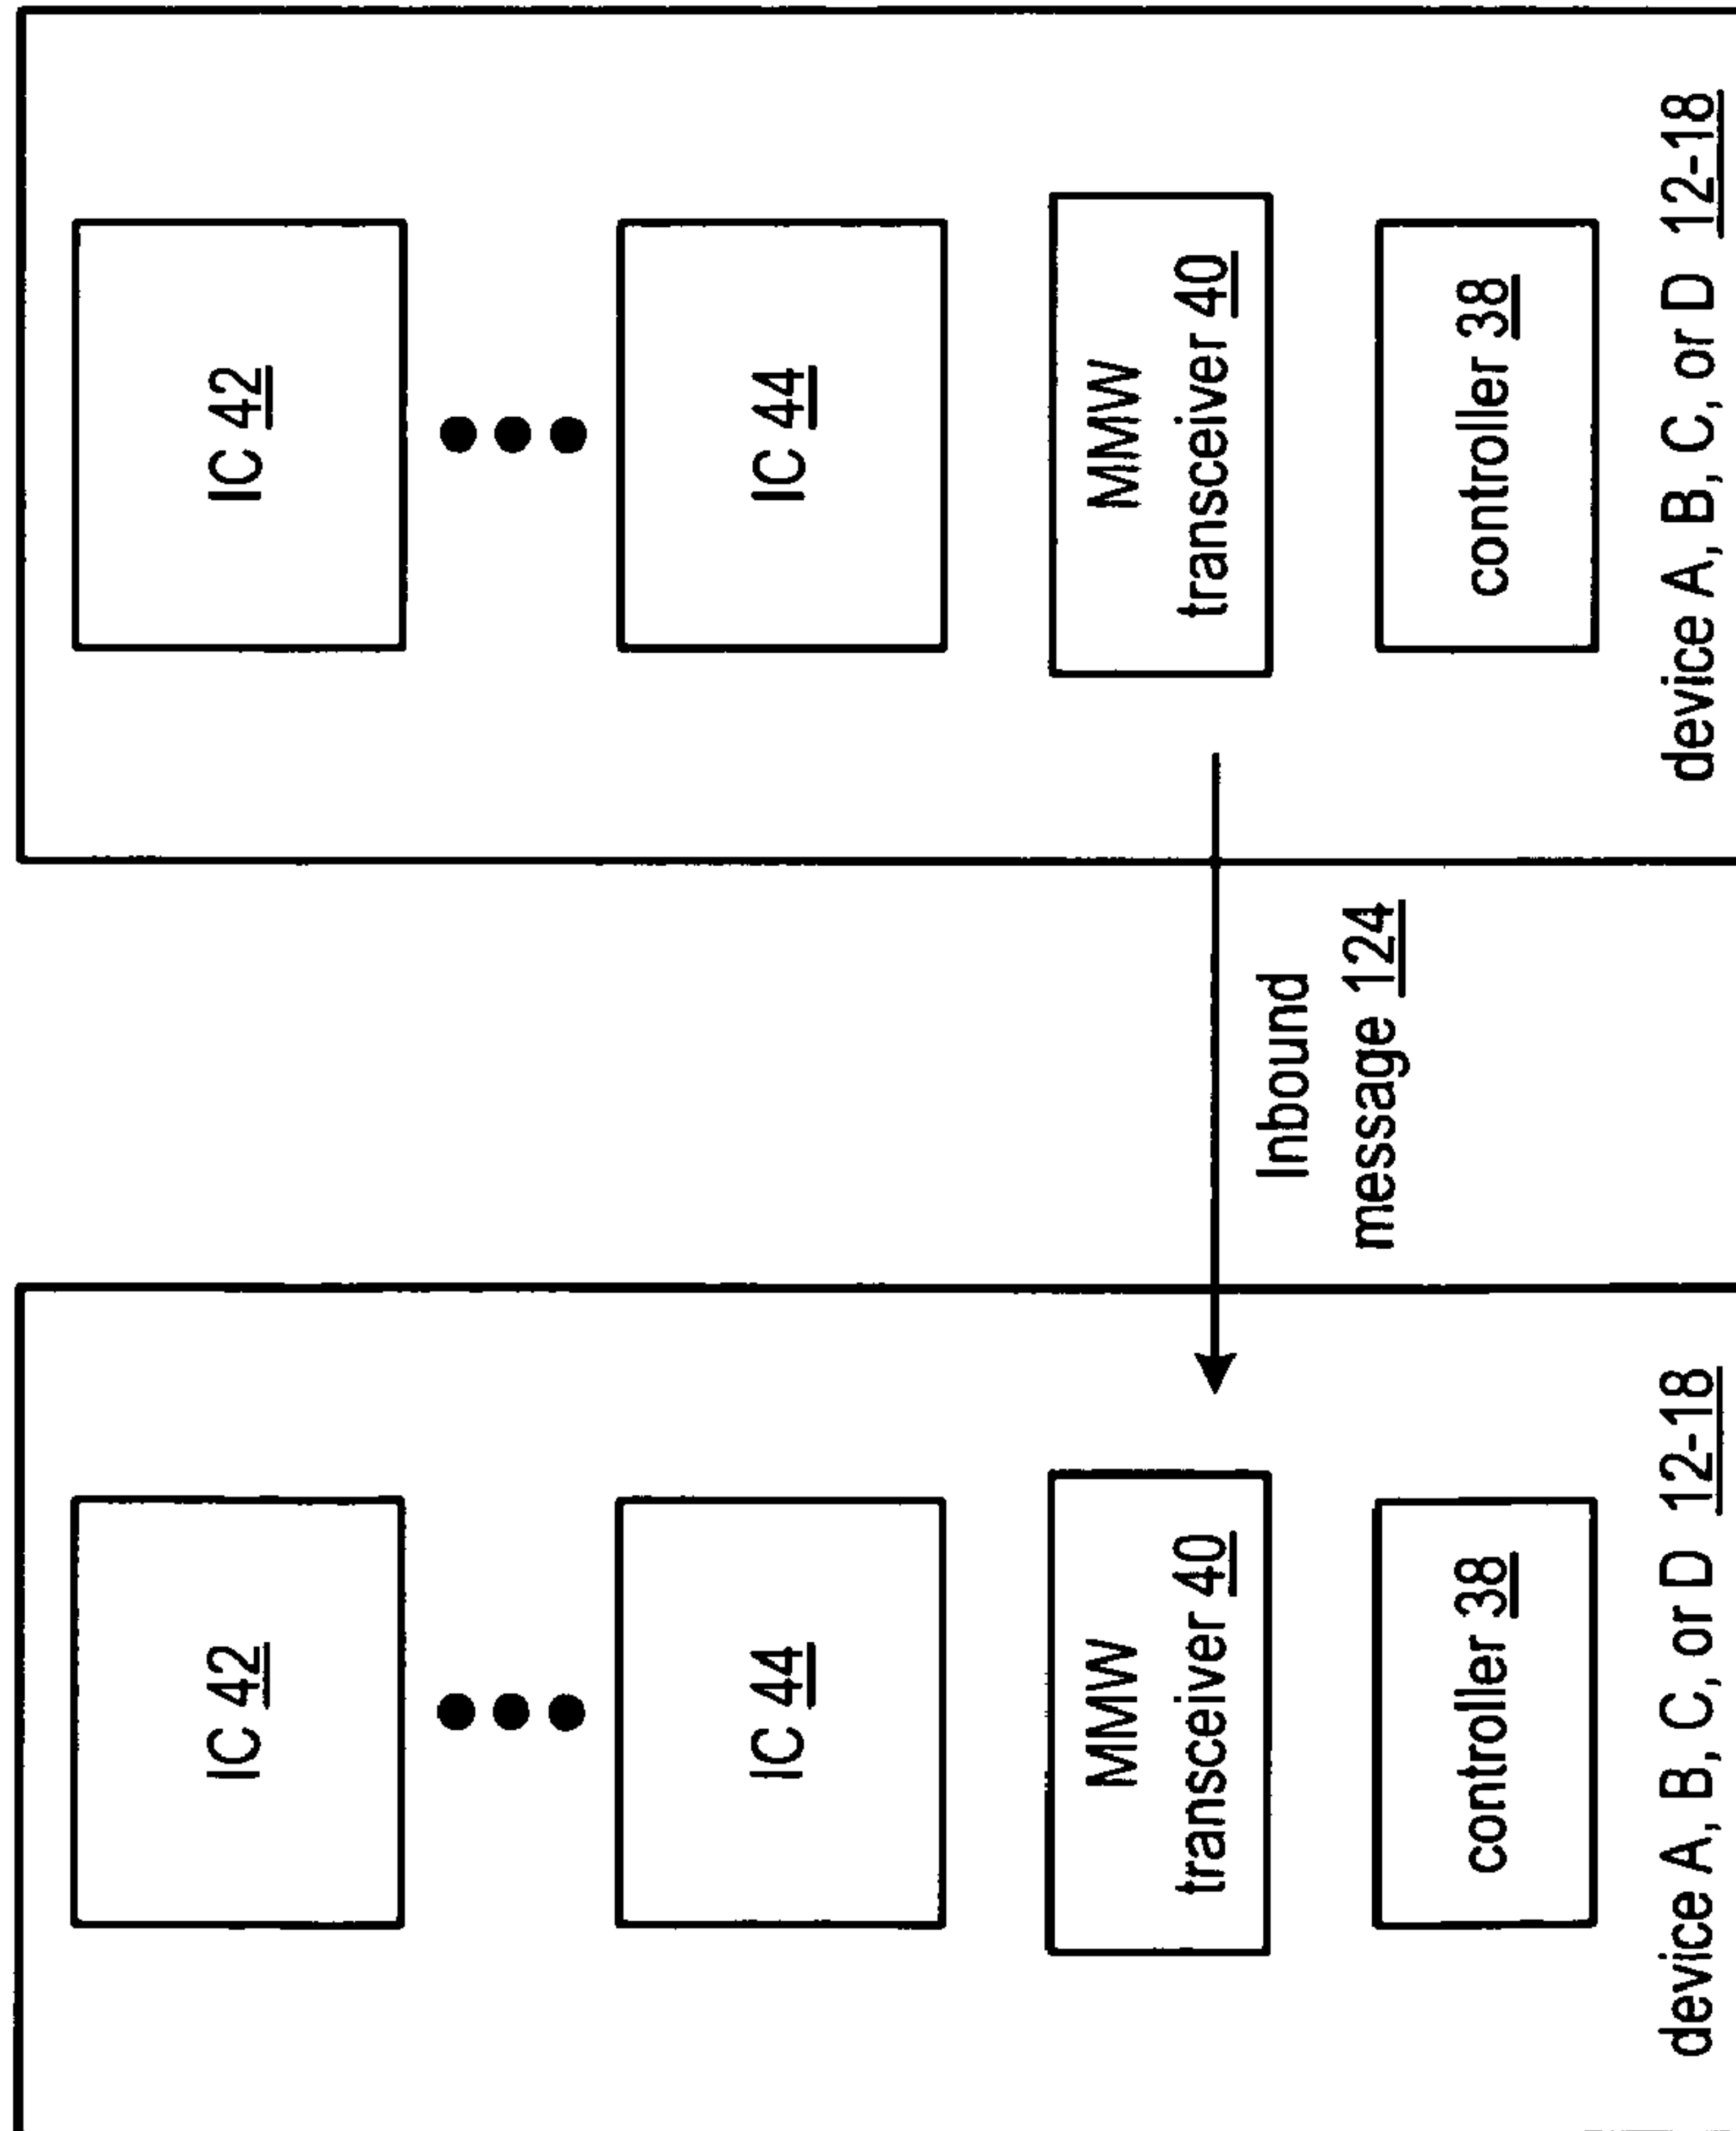 IC 42
IC 44
MMW
transceiver 40
controller 38
device A, B, C, or D 12-18
Inbound
message 124
IC 42
IC 44
MMW
transceiver 40
controller 38
device A, B, C, or D 12-18